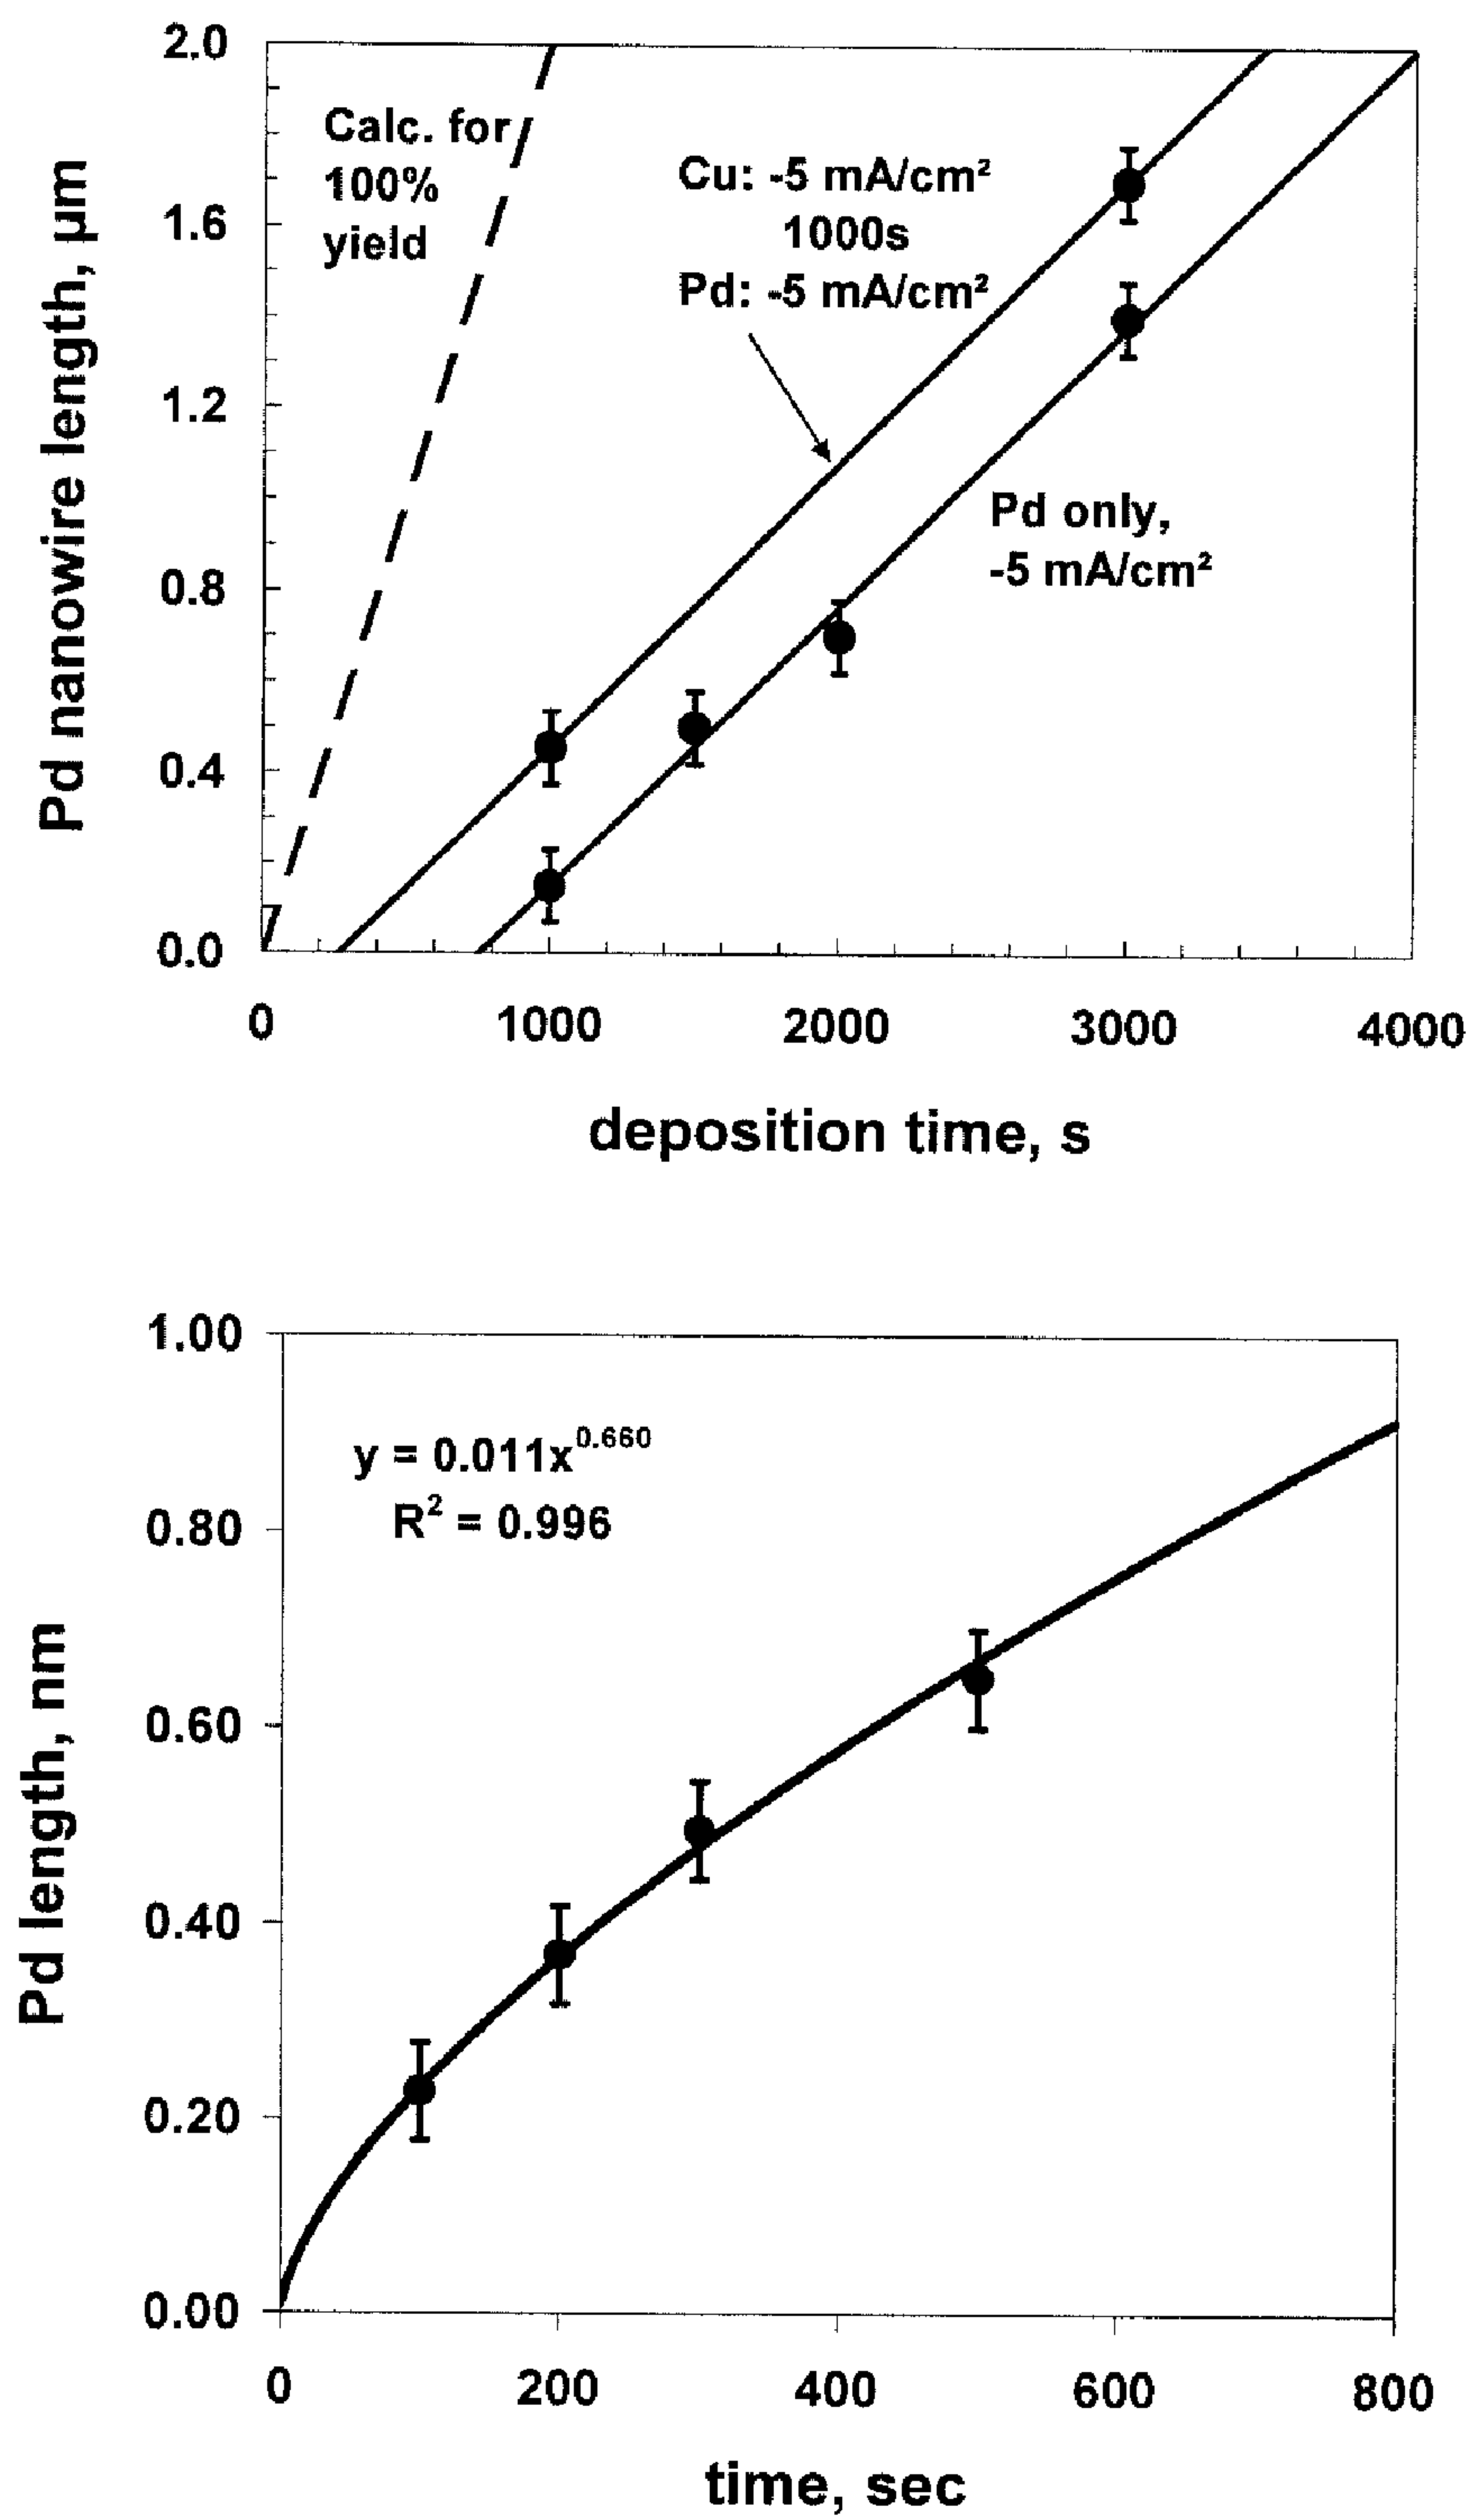 2.0
1.6
1.2
0.8
0.4
0.0
Pd nanowire length, µm
Calc. for
100%
yield
Cu: -5 mA/cm²
1000s
Pd: -5 mA/cm²
Pd only,
-5 mA/cm²
0 1000 2000 3000 4000
deposition time, s
1.00
0.80
0.60
0.40
0.20
0.00
Pd length, nm
y = 0.011x^0.660
R² = 0.996
0 200 400 600 800
time, sec